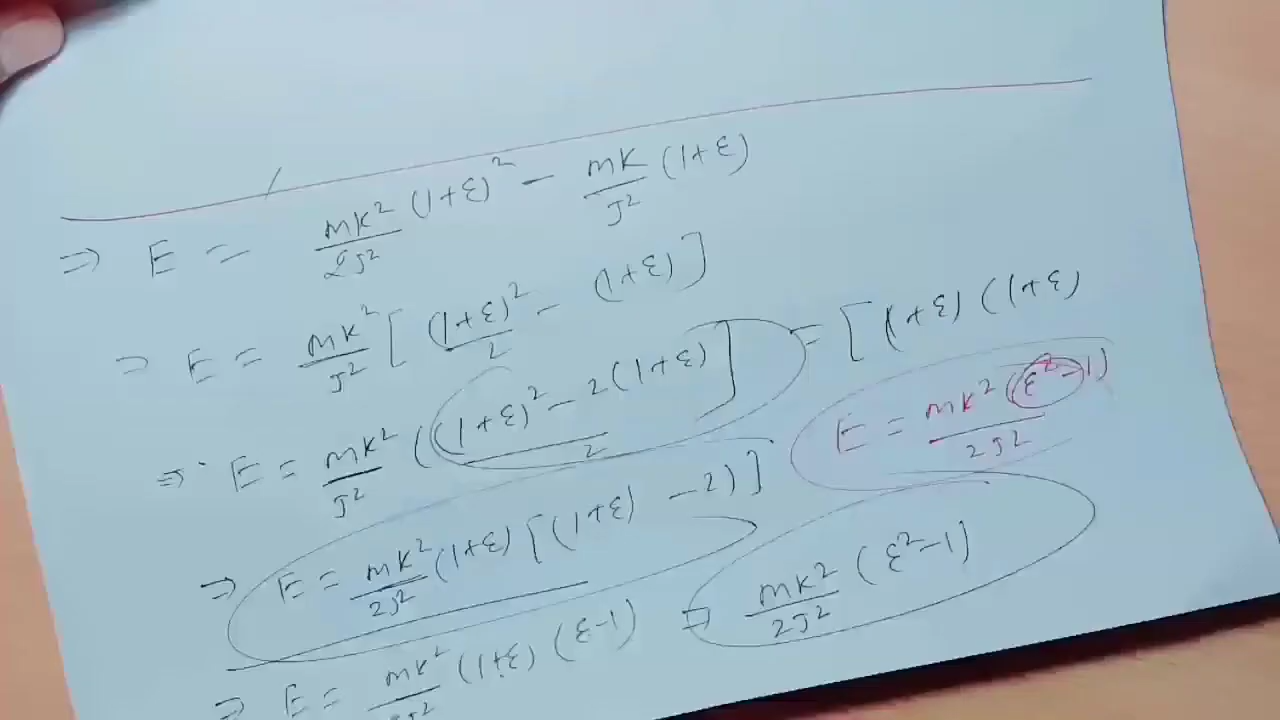 ⇒ E = mk²/2J² (1+ε)² − mk/J² (1+ε)
⇒ E = mk²/J² [ (1+ε)²/2 − (1+ε) ]
⇒ E = mk²/J² ( (1+ε)² − 2(1+ε) / 2 ] = [ (1+ε) (1+ε)
E = mk² (ε²−1) / 2J²
⇒ E = mk²/2J² (1+ε) [ (1+ε) − 2) ]
⇒ E = mk²/2J² (1+ε) (ε−1) ⇒ mk²/2J² (ε²−1)